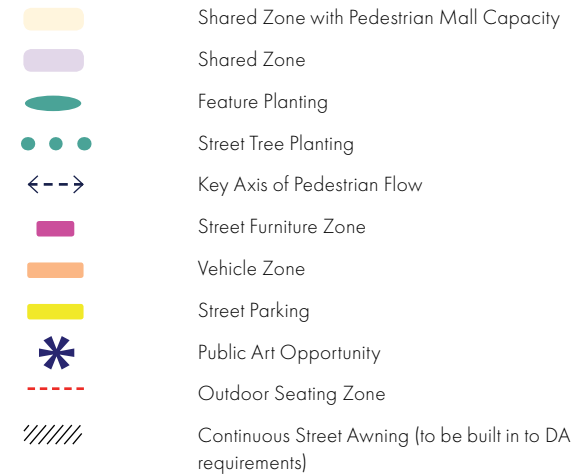 Shared Zone with Pedestrian Mall Capacity
Shared Zone
Feature Planting
Street Tree Planting
Key Axis of Pedestrian Flow
Street Furniture Zone
Vehicle Zone
Street Parking
Public Art Opportunity
Outdoor Seating Zone
Continuous Street Awning (to be built in to DA
requirements)